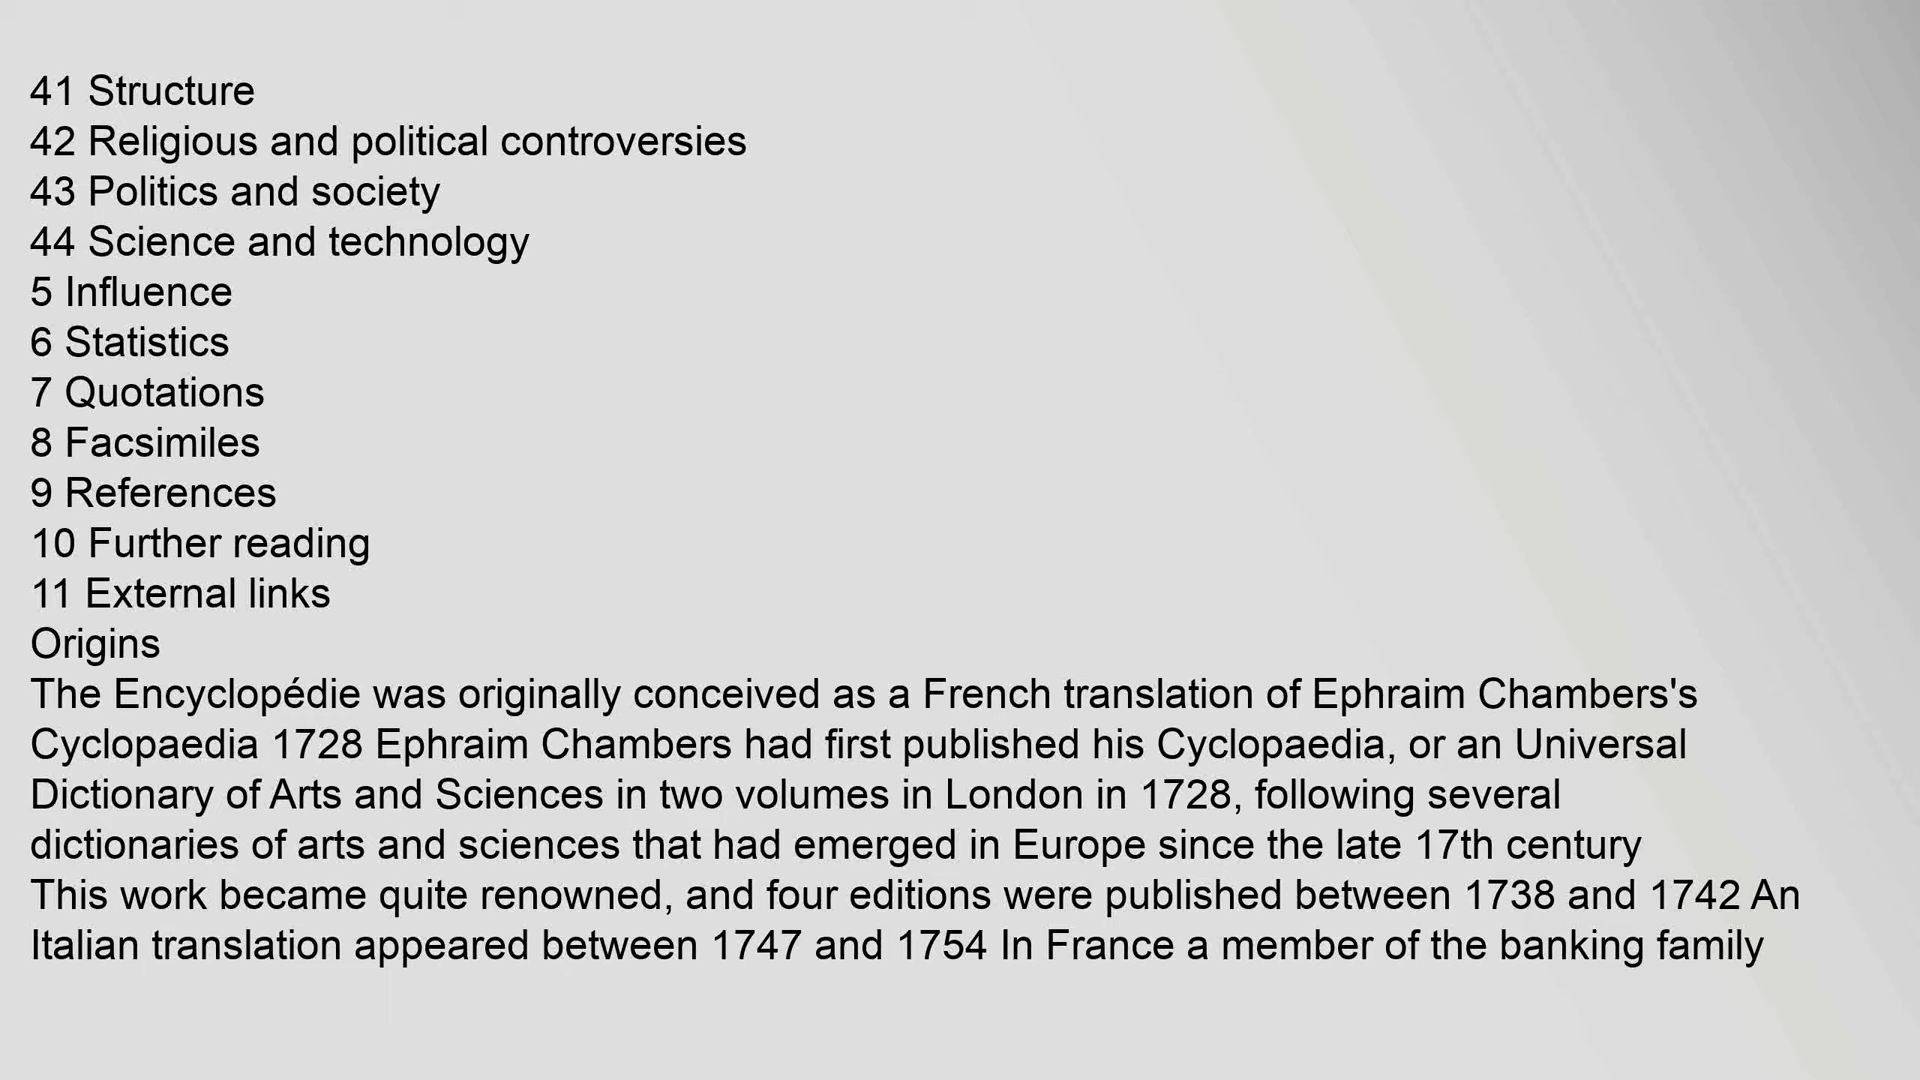 41 Structure
42 Religious and political controversies
43 Politics and society
44 Science and technology
5 Influence
6 Statistics
7 Quotations
8 Facsimiles
9 References
10 Further reading
11 External links
Origins
The Encyclopédie was originally conceived as a French translation of Ephraim Chambers's
Cyclopaedia 1728 Ephraim Chambers had first published his Cyclopaedia, or an Universal
Dictionary of Arts and Sciences in two volumes in London in 1728, following several
dictionaries of arts and sciences that had emerged in Europe since the late 17th century
This work became quite renowned, and four editions were published between 1738 and 1742 An
Italian translation appeared between 1747 and 1754 In France a member of the banking family